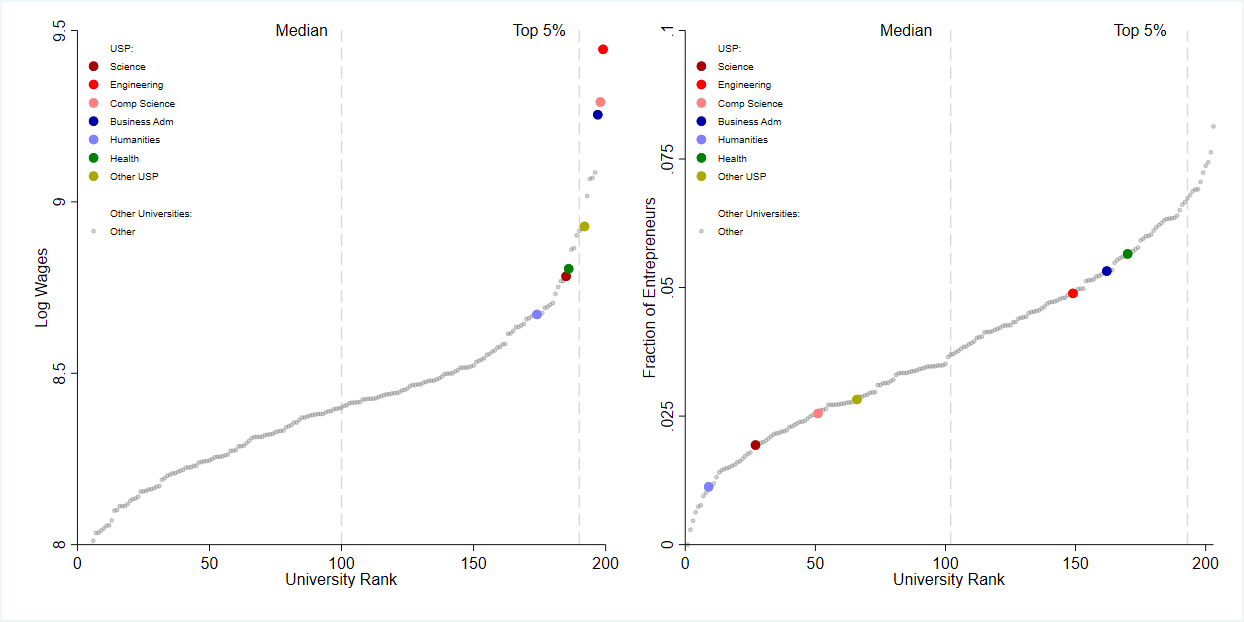 Median
Top 5%
9.5
9
8.5
8
Log Wages
USP:
Science
Engineering
Comp Science
Business Adm
Humanities
Health
Other USP
Other Universities:
Other
0
50
100
150
200
University Rank
Median
Top 5%
.1
.075
.05
.025
0
Fraction of Entrepreneurs
USP:
Science
Engineering
Comp Science
Business Adm
Humanities
Health
Other USP
Other Universities:
Other
0
50
100
150
200
University Rank